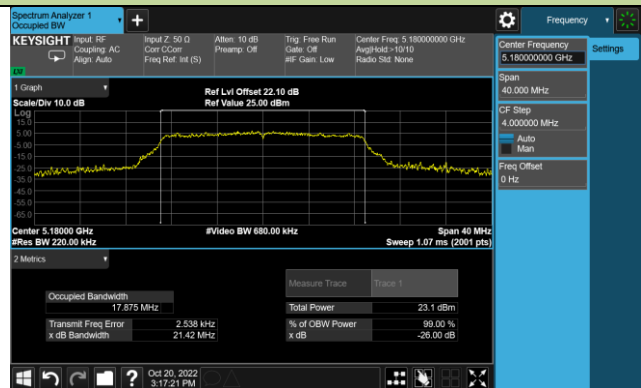 Spectrum Analyzer 1
Occupied BW
Frequency
KEYSIGHT
Input: RF
Coupling: AC
Align: Auto
Input Z: 50 Ω
Corr CCorr
Freq Ref: Int (S)
Atten: 10 dB
Preamp: Off
Trig: Free Run
Gate: Off
#IF Gain: Low
Center Freq: 5.180000000 GHz
Avg|Hold:>10/10
Radio Std: None
Center Frequency
5.180000000 GHz
Settings
Span
40.000 MHz
CF Step
4.000000 MHz
Auto
Man
Freq Offset
0 Hz
1 Graph
Scale/Div 10.0 dB
Ref Lvl Offset 22.10 dB
Ref Value 25.00 dBm
Log
15.0
5.00
-5.00
-15.0
-25.0
-35.0
-45.0
-55.0
-65.0
Center 5.18000 GHz
#Video BW 680.00 kHz
Span 40 MHz
#Res BW 220.00 kHz
Sweep 1.07 ms (2001 pts)
2 Metrics
Measure Trace
Trace 1
Occupied Bandwidth
17.875 MHz
Total Power
23.1 dBm
Transmit Freq Error
2.538 kHz
% of OBW Power
99.00 %
x dB Bandwidth
21.42 MHz
x dB
-26.00 dB
?
Oct 20, 2022
3:17:21 PM